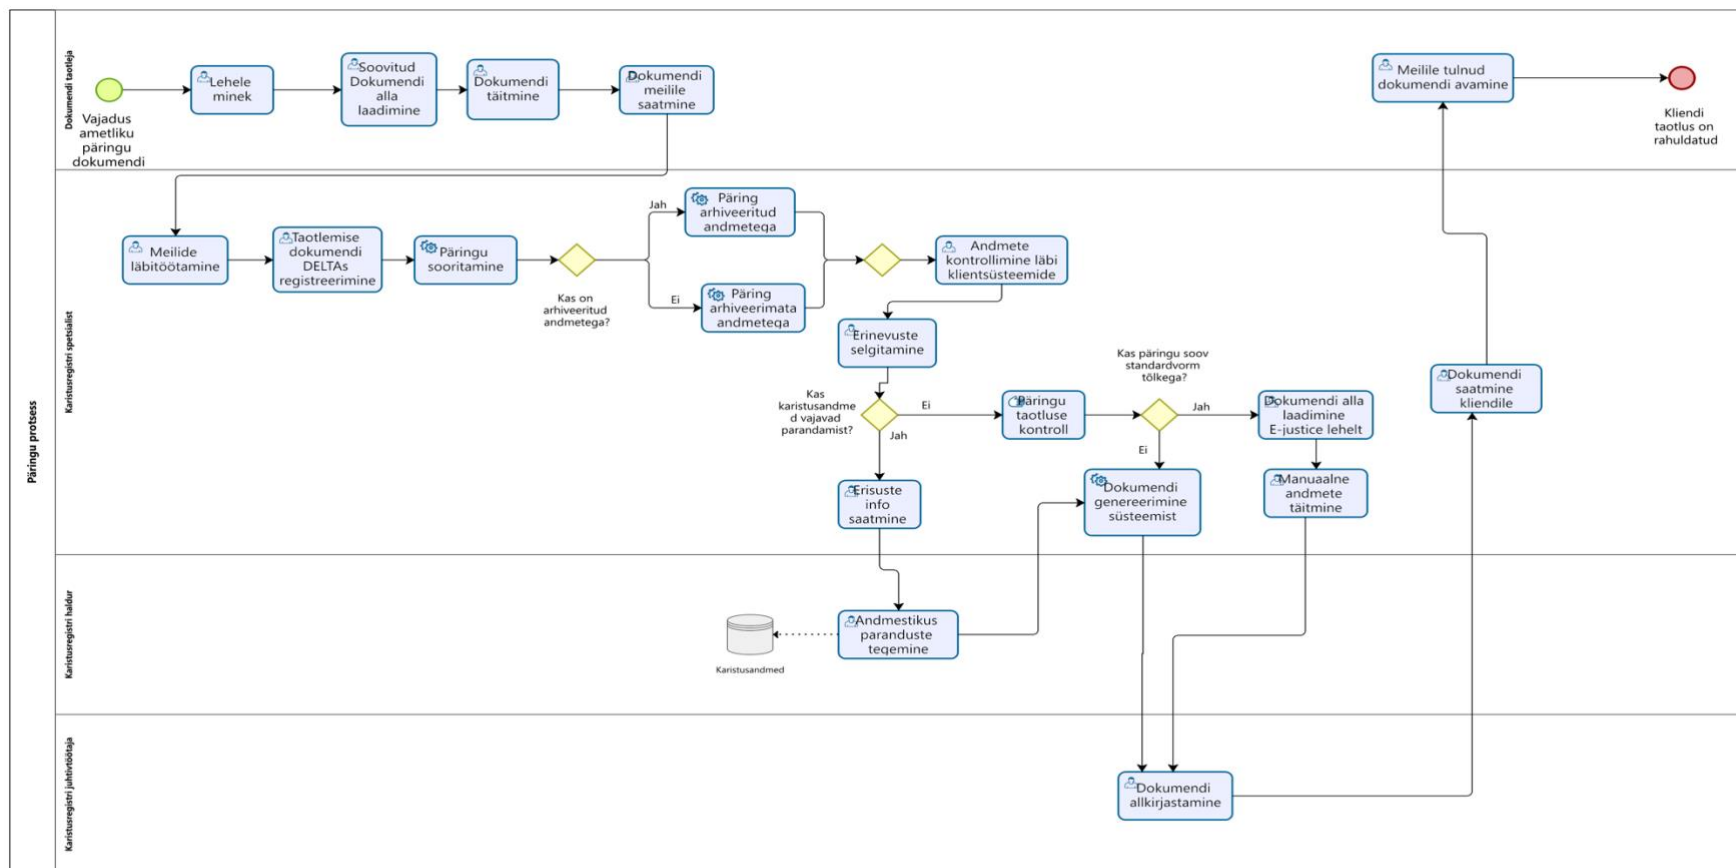 Päringu protsess
Dokumendi taotleja
Vajadus
ametliku
päringu
dokumendi
Lehele
minek
Soovitud
Dokumendi
alla
laadimine
Dokumendi
täitmine
Dokumendi
meilile
saatmine
Meilile tulnud
dokumendi avamine
Kliendi
taotlus on
rahuldatud
Karistusregistri spetsialist
Meilide
läbitöötamine
Taotlemise
dokumendi
DELTAs
registreerimine
Päringu
sooritamine
Kas on
arhiveeritud
andmetega?
Jah
Päring
arhiveeritud
andmetega
Ei
Päring
arhiveerimata
andmetega
Andmete
kontrollimine läbi
klientsüsteemide
Erinevuste
selgitamine
Kas
karistusandme
d vajavad
parandamist?
Ei
Jah
Päringu
taotluse
kontroll
Kas päringu soov
standardvorm
tõlkega?
Jah
Ei
Dokumendi alla
laadimine
E-justice lehelt
Dokumendi
saatmine
kliendile
Erisuste
info
saatmine
Dokumendi
genereerimine
süsteemist
Manuaalne
andmete
täitmine
Karistusregistri haldur
Karistusandmed
Andmestikus
paranduste
tegemine
Karistusregistri juhtivtöötaja
Dokumendi
allkirjastamine